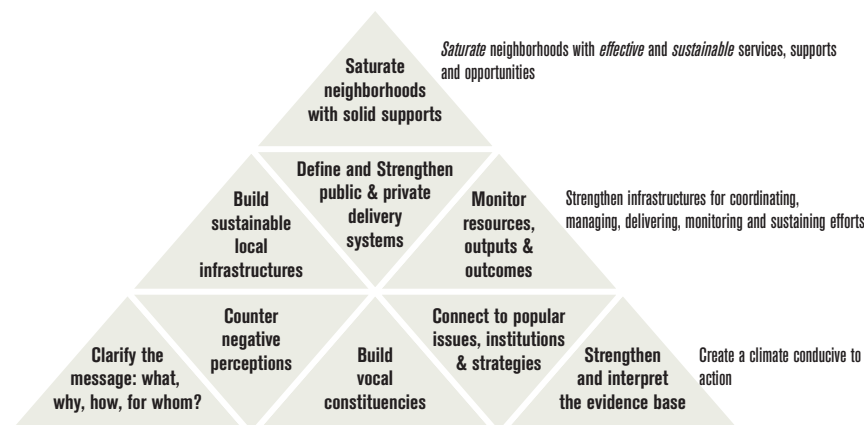 Saturate
neighborhoods
with solid supports
Saturate neighborhoods with effective and sustainable services, supports
and opportunities
Build
sustainable
local
infrastructures
Define and Strengthen
public & private
delivery
systems
Monitor
resources,
outputs &
outcomes
Strengthen infrastructures for coordinating,
managing, delivering, monitoring and sustaining efforts
Clarify the
message: what,
why, how, for whom?
Counter
negative
perceptions
Build
vocal
constituencies
Connect to popular
issues, institutions
& strategies
Strengthen
and interpret
the evidence base
Create a climate conducive to
action